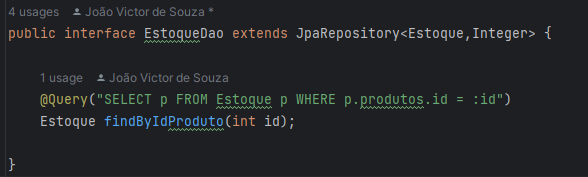 4 usages João Victor de Souza *
public interface EstoqueDao extends JpaRepository<Estoque,Integer> {
1 usage João Victor de Souza
@Query("SELECT p FROM Estoque p WHERE p.produtos.id = :id")
Estoque findByIdProduto(int id);
}